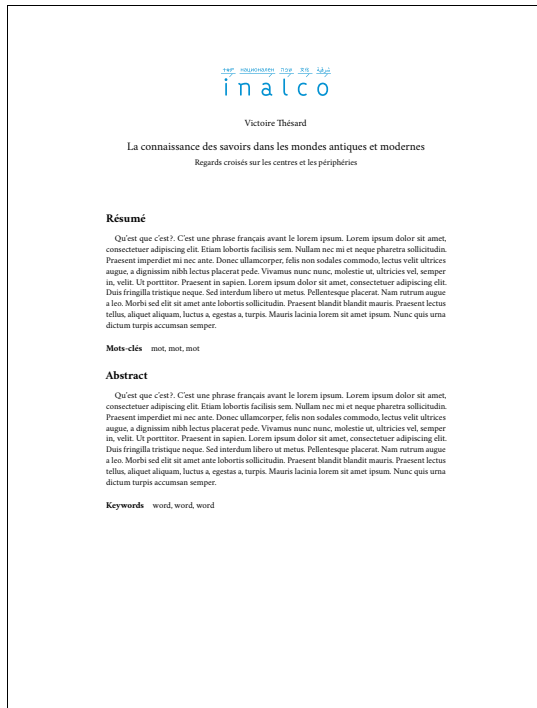 национален
inalco
Victoire Thésard
La connaissance des savoirs dans les mondes antiques et modernes
Regards croisés sur les centres et les périphéries
Résumé
Qu'est que c'est?. C'est une phrase français avant le lorem ipsum. Lorem ipsum dolor sit amet,
consectetuer adipiscing elit. Etiam lobortis facilisis sem. Nullam nec mi et neque pharetra sollicitudin.
Praesent imperdiet mi nec ante. Donec ullamcorper, felis non sodales commodo, lectus velit ultrices
augue, a dignissim nibh lectus placerat pede. Vivamus nunc nunc, molestie ut, ultricies vel, semper
in, velit. Ut porttitor. Praesent in sapien. Lorem ipsum dolor sit amet, consectetuer adipiscing elit.
Duis fringilla tristique neque. Sed interdum libero ut metus. Pellentesque placerat. Nam rutrum augue
a leo. Morbi sed elit sit amet ante lobortis sollicitudin. Praesent blandit blandit mauris. Praesent lectus
tellus, aliquet aliquam, luctus a, egestas a, turpis. Mauris lacinia lorem sit amet ipsum. Nunc quis urna
dictum turpis accumsan semper.
Mots-clés mot, mot, mot
Abstract
Qu'est que c'est?. C'est une phrase français avant le lorem ipsum. Lorem ipsum dolor sit amet,
consectetuer adipiscing elit. Etiam lobortis facilisis sem. Nullam nec mi et neque pharetra sollicitudin.
Praesent imperdiet mi nec ante. Donec ullamcorper, felis non sodales commodo, lectus velit ultrices
augue, a dignissim nibh lectus placerat pede. Vivamus nunc nunc, molestie ut, ultricies vel, semper
in, velit. Ut porttitor. Praesent in sapien. Lorem ipsum dolor sit amet, consectetuer adipiscing elit.
Duis fringilla tristique neque. Sed interdum libero ut metus. Pellentesque placerat. Nam rutrum augue
a leo. Morbi sed elit sit amet ante lobortis sollicitudin. Praesent blandit blandit mauris. Praesent lectus
tellus, aliquet aliquam, luctus a, egestas a, turpis. Mauris lacinia lorem sit amet ipsum. Nunc quis urna
dictum turpis accumsan semper.
Keywords word, word, word